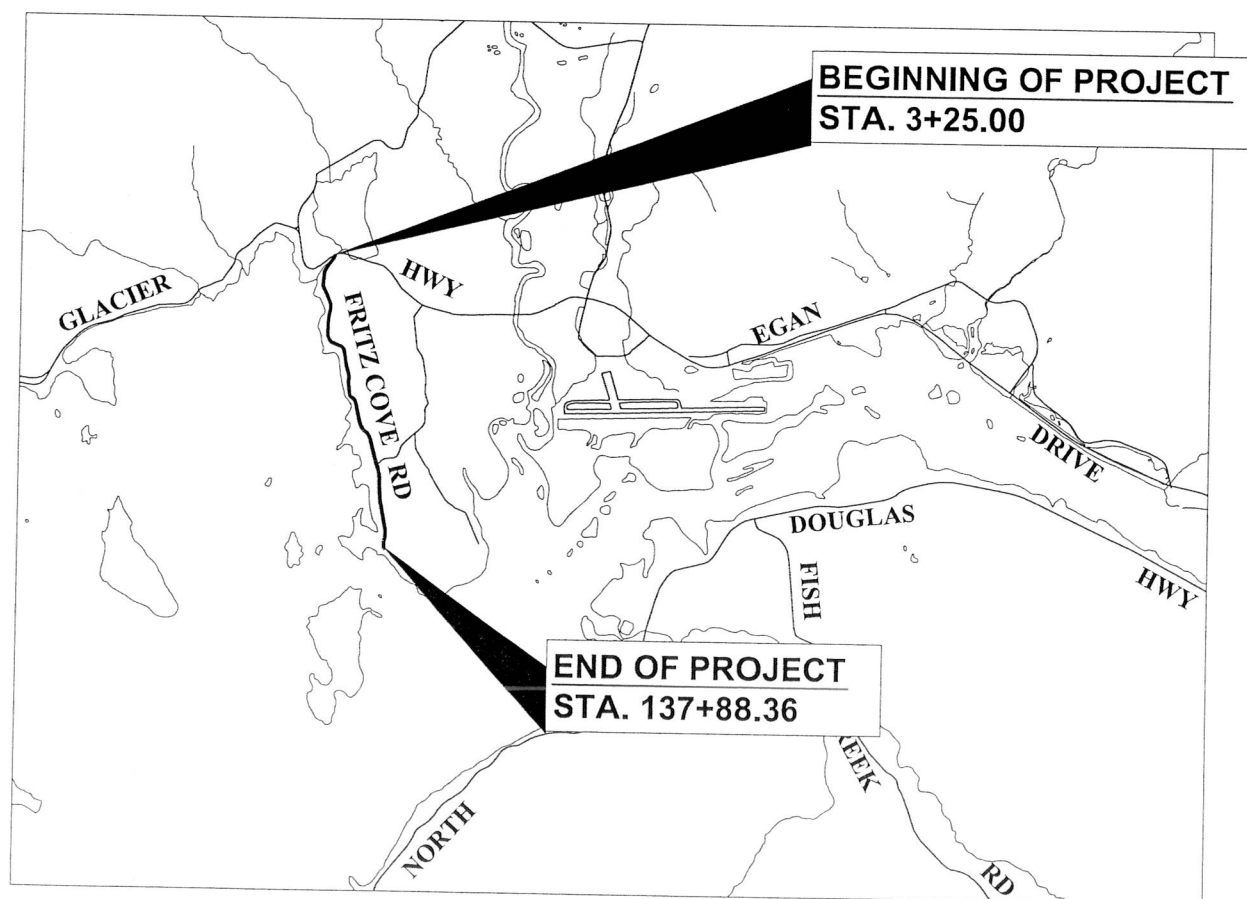 BEGINNING OF PROJECT
STA. 3+25.00
GLACIER
HWY
FRITZ COVE RD
EGAN
DRIVE
DOUGLAS
HWY
FISH
END OF PROJECT
STA. 137+88.36
REEK
NORTH
RD